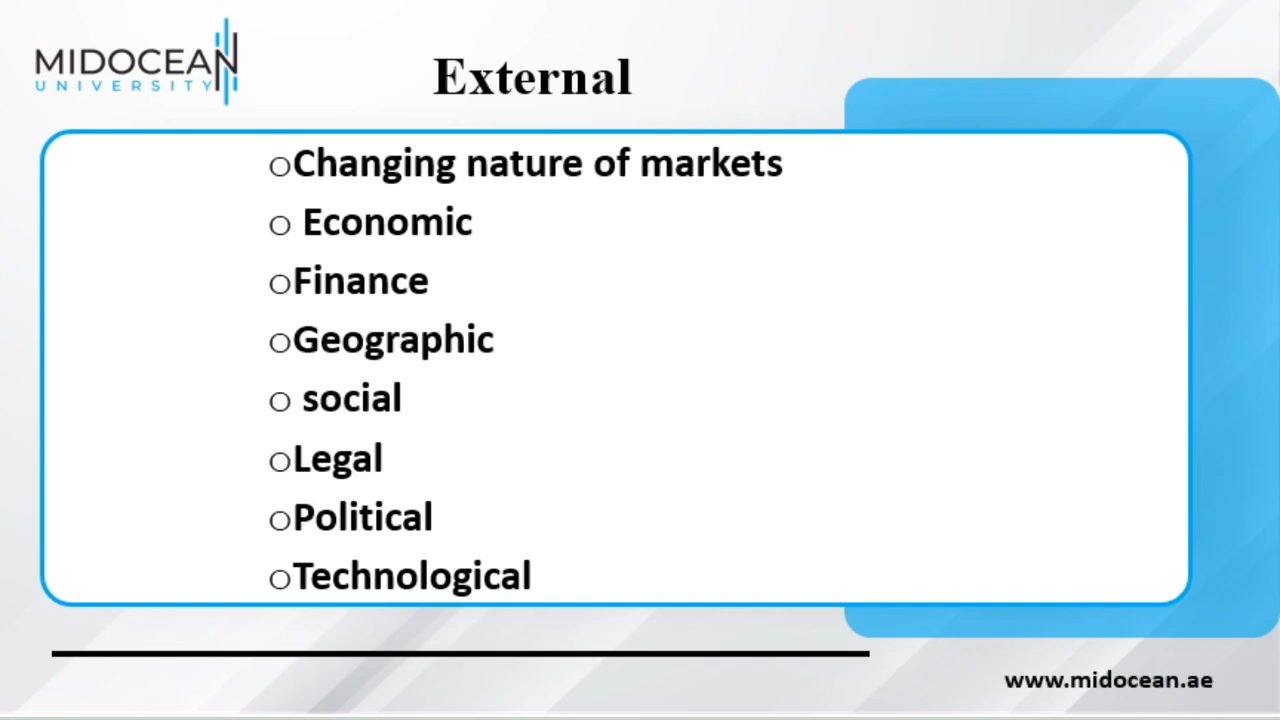 MIDOCEAN
UNIVERSITY
External
○Changing nature of markets
○ Economic
○Finance
○Geographic
○ social
○Legal
○Political
○Technological
www.midocean.ae